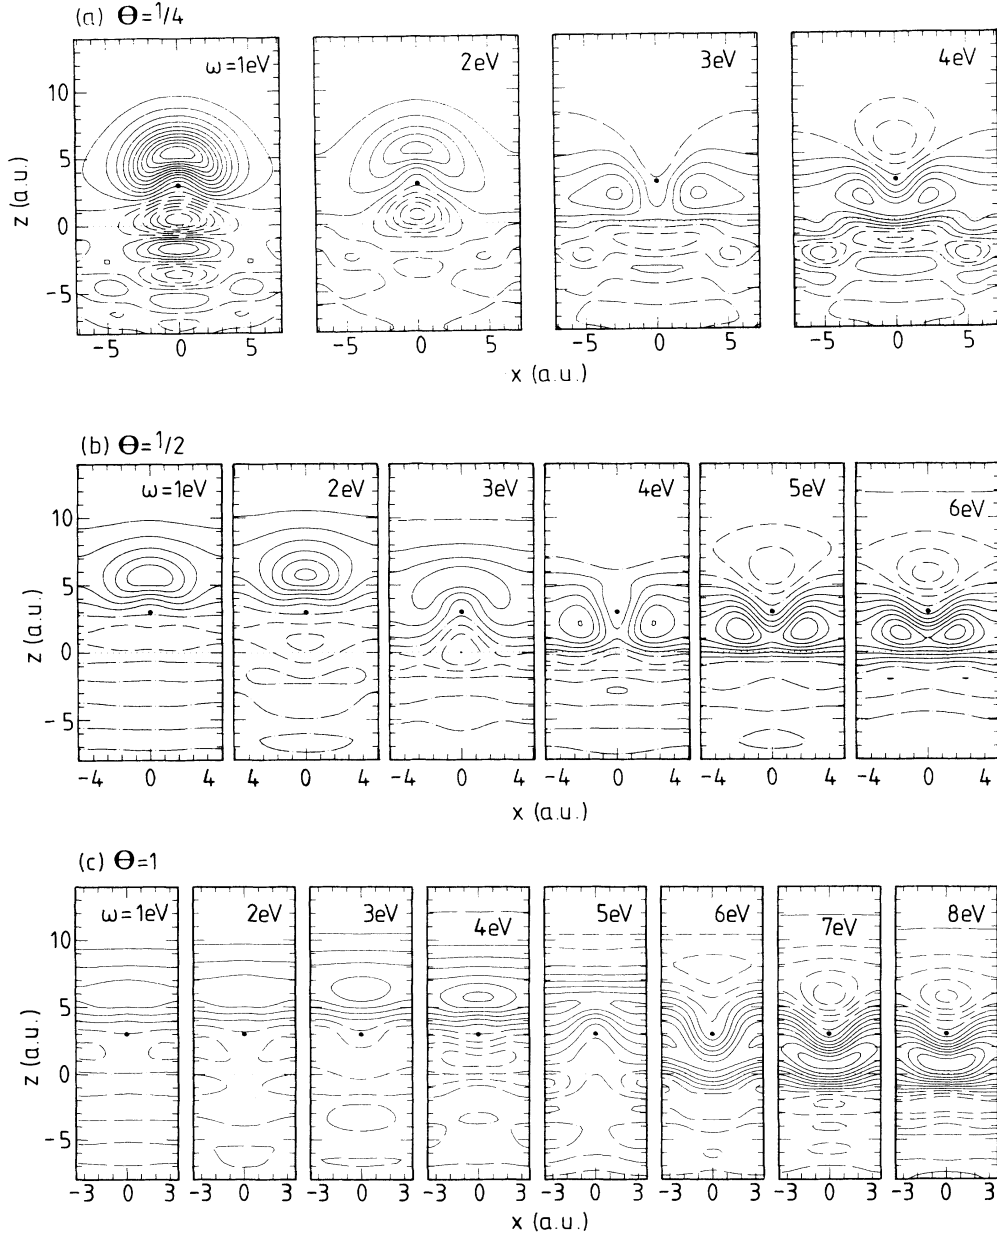 (a) Θ=1/4
ω=1eV 2eV 3eV 4eV
10
5
0
-5
z (a.u.)
-5 0 5 -5 0 5 -5 0 5 -5 0 5
x (a.u.)
(b) Θ=1/2
ω=1eV 2eV 3eV 4eV 5eV 6eV
10
5
0
-5
z (a.u.)
-4 0 4 -4 0 4 -4 0 4 -4 0 4 -4 0 4 -4 0 4
x (a.u.)
(c) Θ=1
ω=1eV 2eV 3eV 4eV 5eV 6eV 7eV 8eV
10
5
0
-5
z (a.u.)
-3 0 3 -3 0 3 -3 0 3 -3 0 3 -3 0 3 -3 0 3 -3 0 3 -3 0 3
x (a.u.)